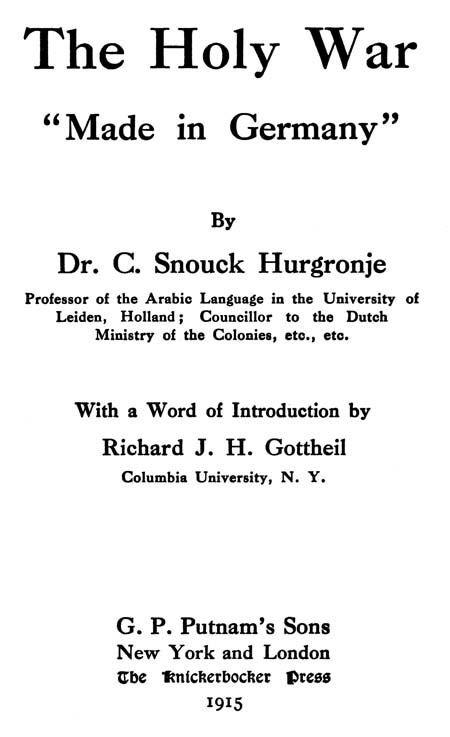 The Holy War
“Made in Germany”
By
Dr. C. Snouck Hurgronje
Professor of the Arabic Language in the University of
Leiden, Holland; Councillor to the Dutch
Ministry of the Colonies, etc., etc.
With a Word of Introduction by
Richard J. H. Gottheil
Columbia University, N. Y.
G. P. Putnam’s Sons
New York and London
The Knickerbocker Press
1915